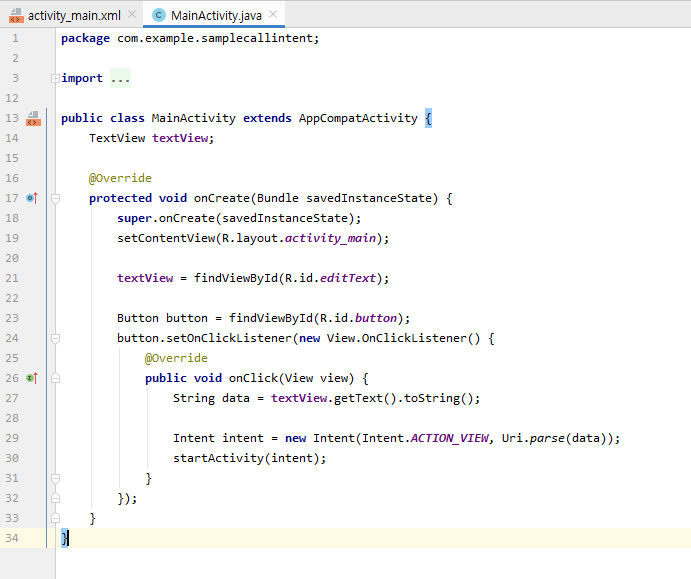 activity_main.xml MainActivity.java
1 package com.example.samplecallintent;
2
3 import ...
12
13 public class MainActivity extends AppCompatActivity {
14 TextView textView;
15
16 @Override
17 protected void onCreate(Bundle savedInstanceState) {
18 super.onCreate(savedInstanceState);
19 setContentView(R.layout.activity_main);
20
21 textView = findViewById(R.id.editText);
22
23 Button button = findViewById(R.id.button);
24 button.setOnClickListener(new View.OnClickListener() {
25 @Override
26 public void onClick(View view) {
27 String data = textView.getText().toString();
28
29 Intent intent = new Intent(Intent.ACTION_VIEW, Uri.parse(data));
30 startActivity(intent);
31 }
32 });
33 }
34 }